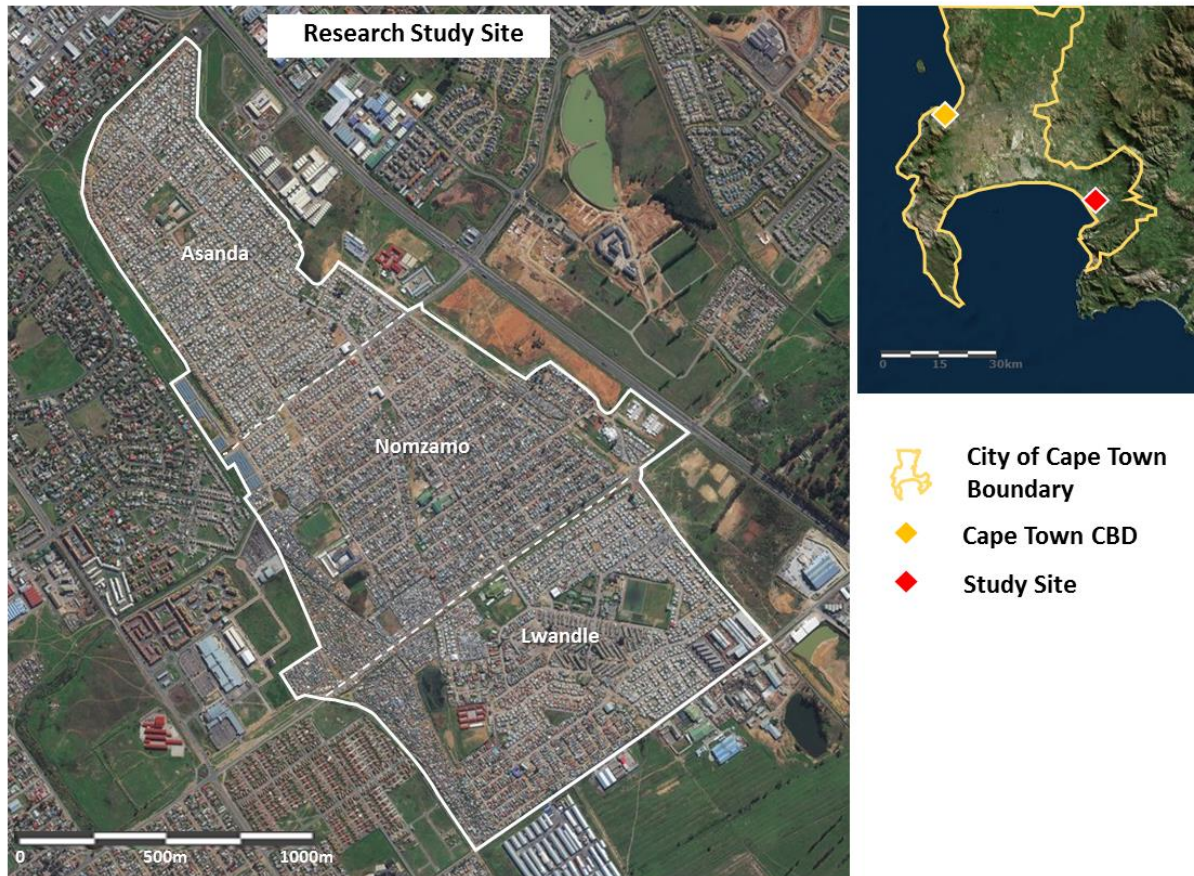 Research Study Site
Asanda
Nomzamo
Lwandle
0 500m 1000m
0 15 30km
City of Cape Town
Boundary
Cape Town CBD
Study Site